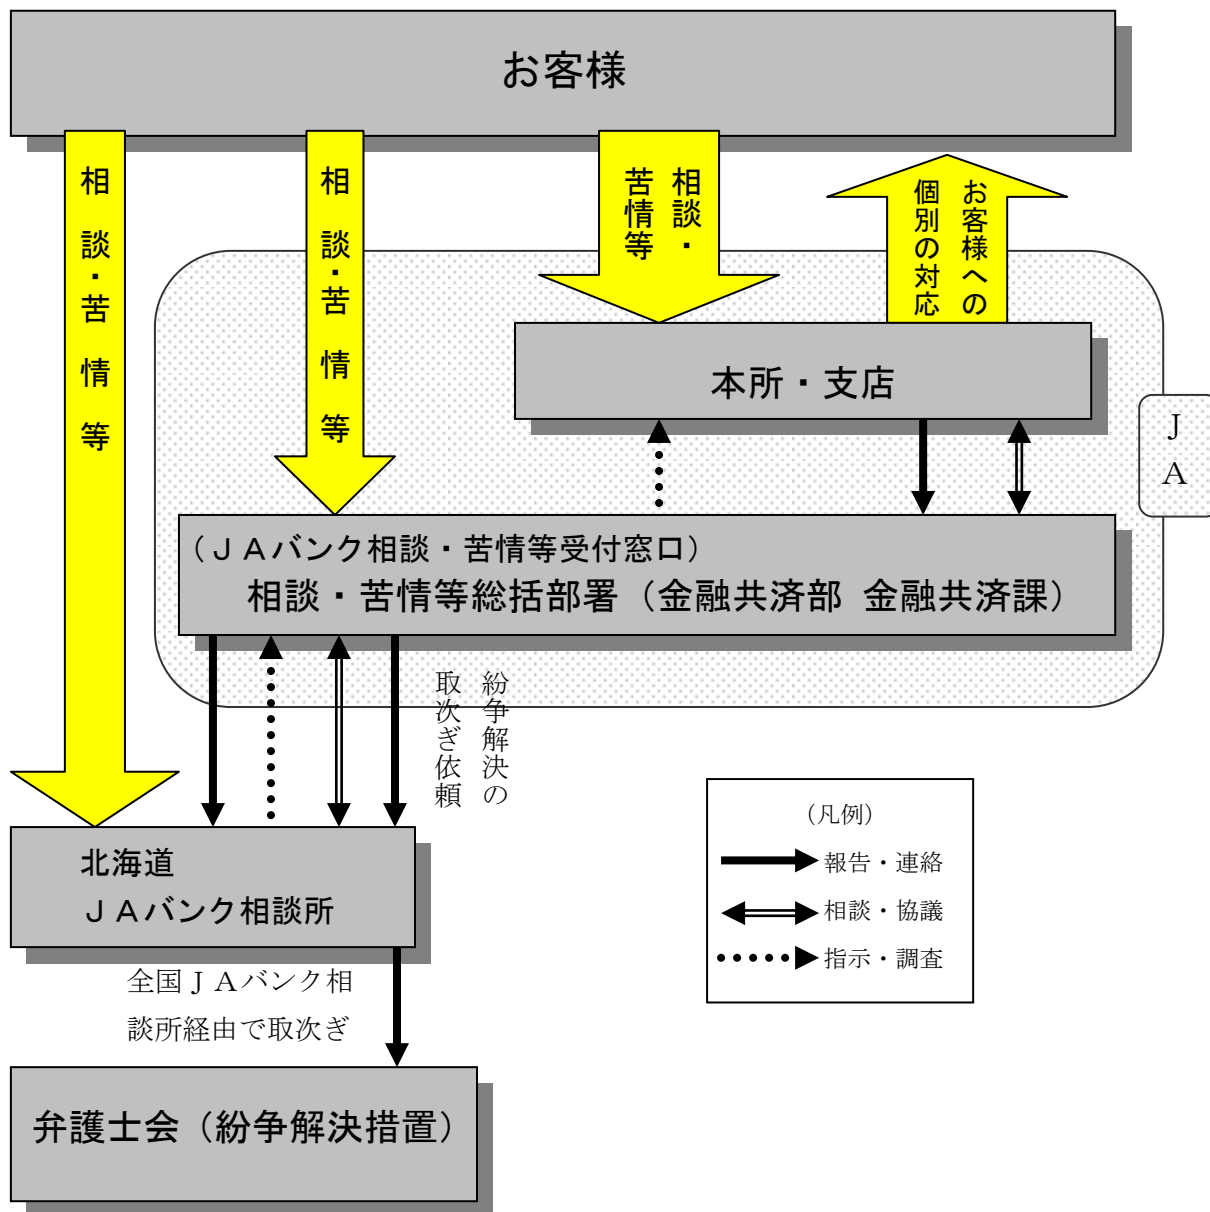 お客様
相談・苦情等
相談・苦情等
相談・
苦情等
お客様への
個別の対応
本所・支店
ＪＡ
（ＪＡバンク相談・苦情等受付窓口）
相談・苦情等総括部署（金融共済部 金融共済課）
紛争解決の
取次ぎ依頼
北海道
ＪＡバンク相談所
（凡例）
報告・連絡
相談・協議
指示・調査
全国ＪＡバンク相
談所経由で取次ぎ
弁護士会（紛争解決措置）